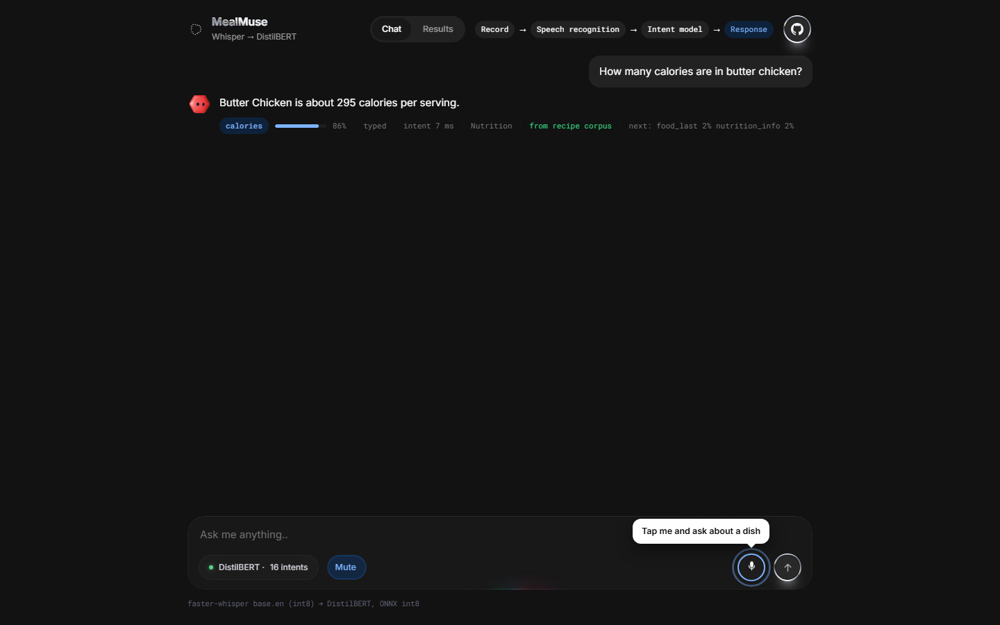 MealMuse
Whisper → DistilBERT
Chat Results
Record → Speech recognition → Intent model → Response
How many calories are in butter chicken?
Butter Chicken is about 295 calories per serving.
calories 86% · typed · intent 7 ms · Nutrition · from recipe corpus · next: food_last 2% nutrition_info 2%
Tap me and ask about a dish
Ask me anything..
DistilBERT · 16 intents Mute
faster-whisper base.en (int8) → DistilBERT, ONNX int8